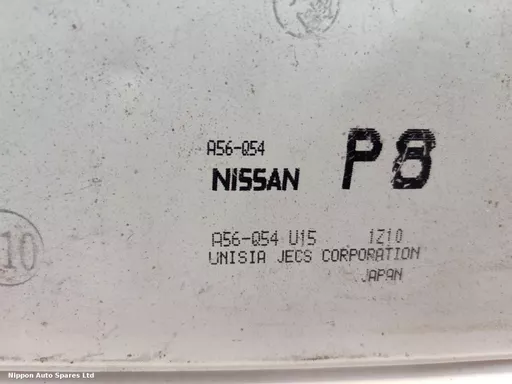 A56-Q54
NISSAN P8
A56-Q54 U15 1Z10
UNISIA JECS CORPORATION
JAPAN
10
Nippon Auto Spares Ltd